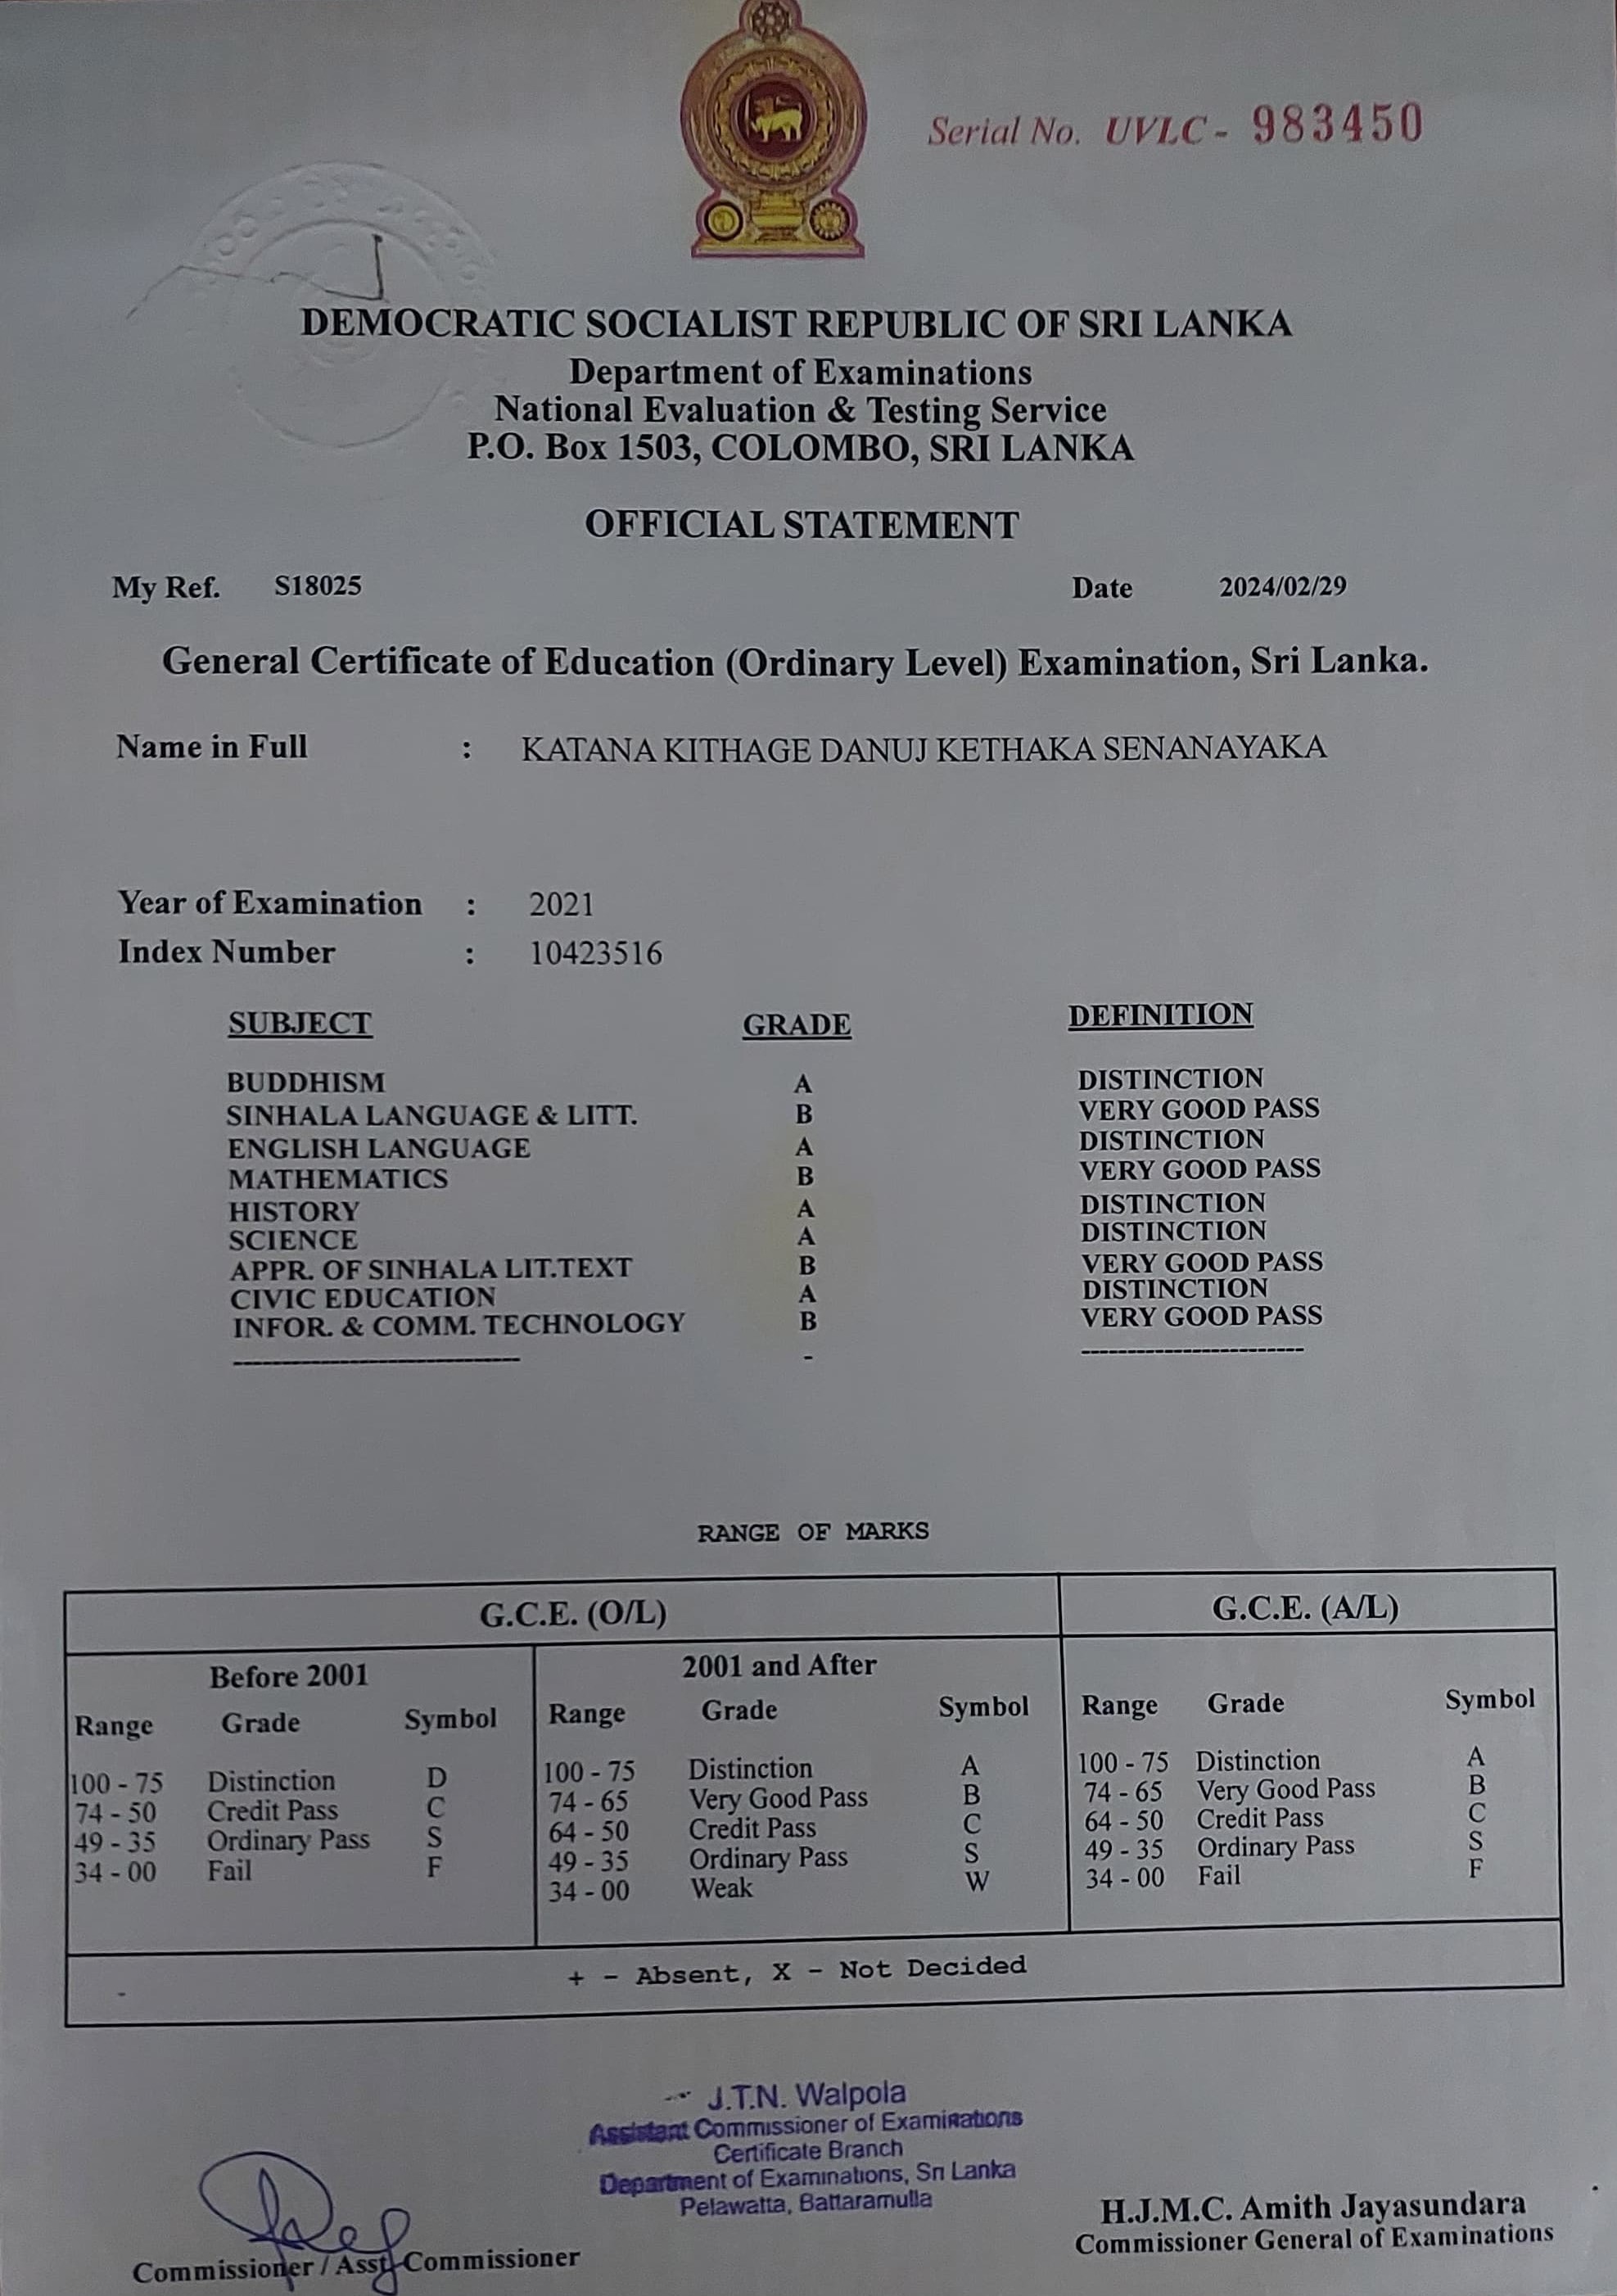 Serial No. UVLC - 983450
DEMOCRATIC SOCIALIST REPUBLIC OF SRI LANKA
Department of Examinations
National Evaluation & Testing Service
P.O. Box 1503, COLOMBO, SRI LANKA
OFFICIAL STATEMENT
My Ref. S18025 Date 2024/02/29
General Certificate of Education (Ordinary Level) Examination, Sri Lanka.
Name in Full : KATANA KITHAGE DANUJ KETHAKA SENANAYAKA
Year of Examination : 2021
Index Number : 10423516
SUBJECT GRADE DEFINITION
BUDDHISM A DISTINCTION
SINHALA LANGUAGE & LITT. B VERY GOOD PASS
ENGLISH LANGUAGE A DISTINCTION
MATHEMATICS B VERY GOOD PASS
HISTORY A DISTINCTION
SCIENCE A DISTINCTION
APPR. OF SINHALA LIT.TEXT B VERY GOOD PASS
CIVIC EDUCATION A DISTINCTION
INFOR. & COMM. TECHNOLOGY B VERY GOOD PASS
----------------------------- - ------------------------
RANGE OF MARKS
G.C.E. (O/L) G.C.E. (A/L)
Before 2001 2001 and After
Range Grade Symbol Range Grade Symbol Range Grade Symbol
100 - 75 Distinction D 100 - 75 Distinction A 100 - 75 Distinction A
74 - 50 Credit Pass C 74 - 65 Very Good Pass B 74 - 65 Very Good Pass B
49 - 35 Ordinary Pass S 64 - 50 Credit Pass C 64 - 50 Credit Pass C
34 - 00 Fail F 49 - 35 Ordinary Pass S 49 - 35 Ordinary Pass S
34 - 00 Weak W 34 - 00 Fail F
+ - Absent, X - Not Decided
J.T.N. Walpola
Assistant Commissioner of Examinations
Certificate Branch
Department of Examinations, Sri Lanka
Pelawatta, Battaramulla
Commissioner / Asst. Commissioner
H.J.M.C. Amith Jayasundara
Commissioner General of Examinations